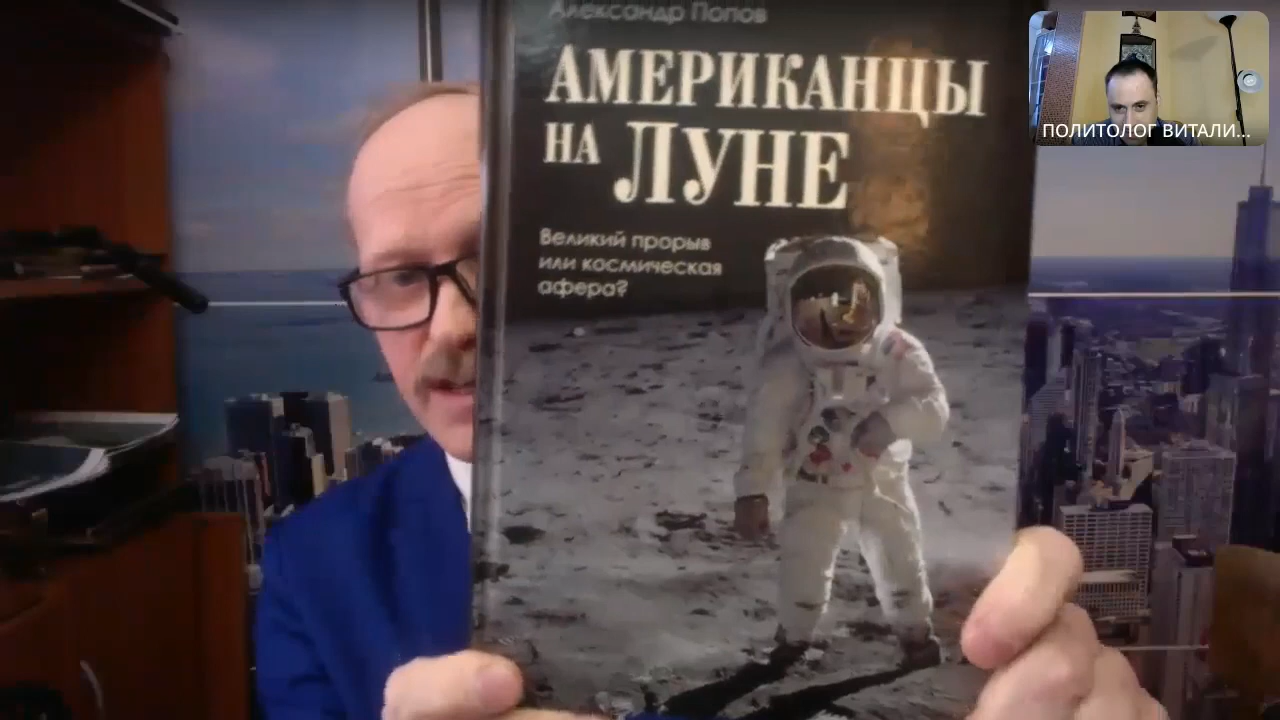 Александр Попов
АМЕРИКАНЦЫ
НА ЛУНЕ
Великий прорыв
или космическая
афера?
ПОЛИТОЛОГ ВИТАЛИ...